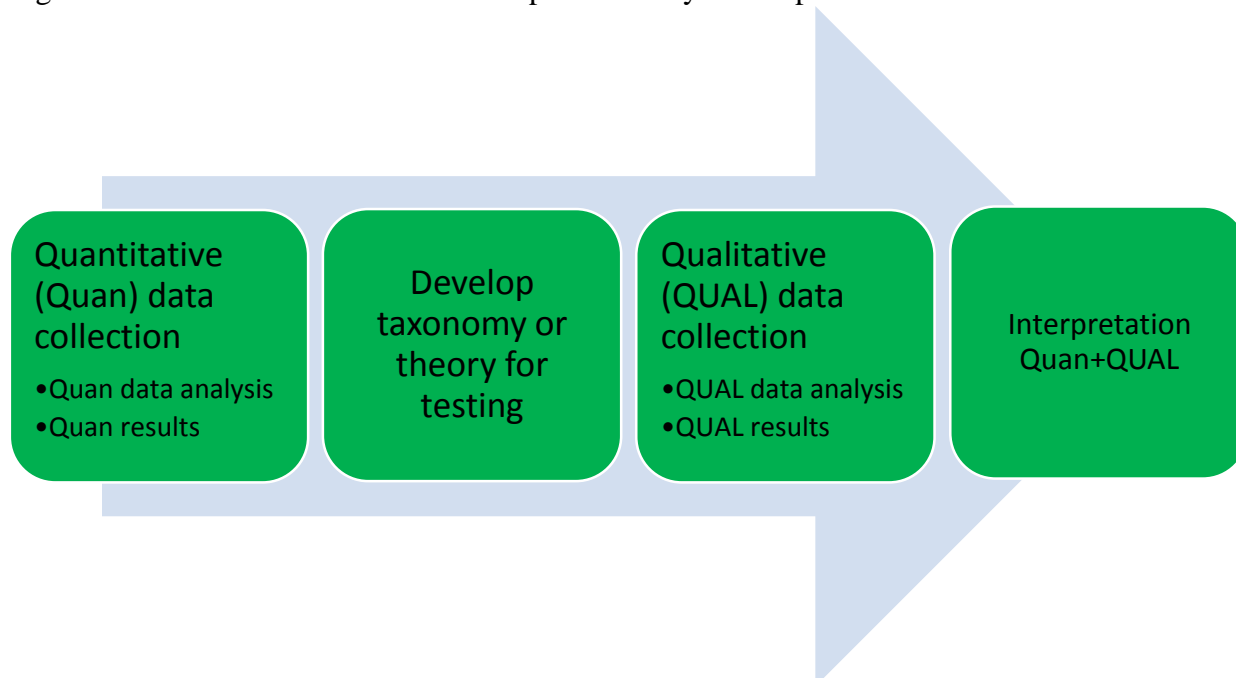 Quantitative
(Quan) data
collection
•Quan data analysis
•Quan results
Develop
taxonomy or
theory for
testing
Qualitative
(QUAL) data
collection
•QUAL data analysis
•QUAL results
Interpretation
Quan+QUAL